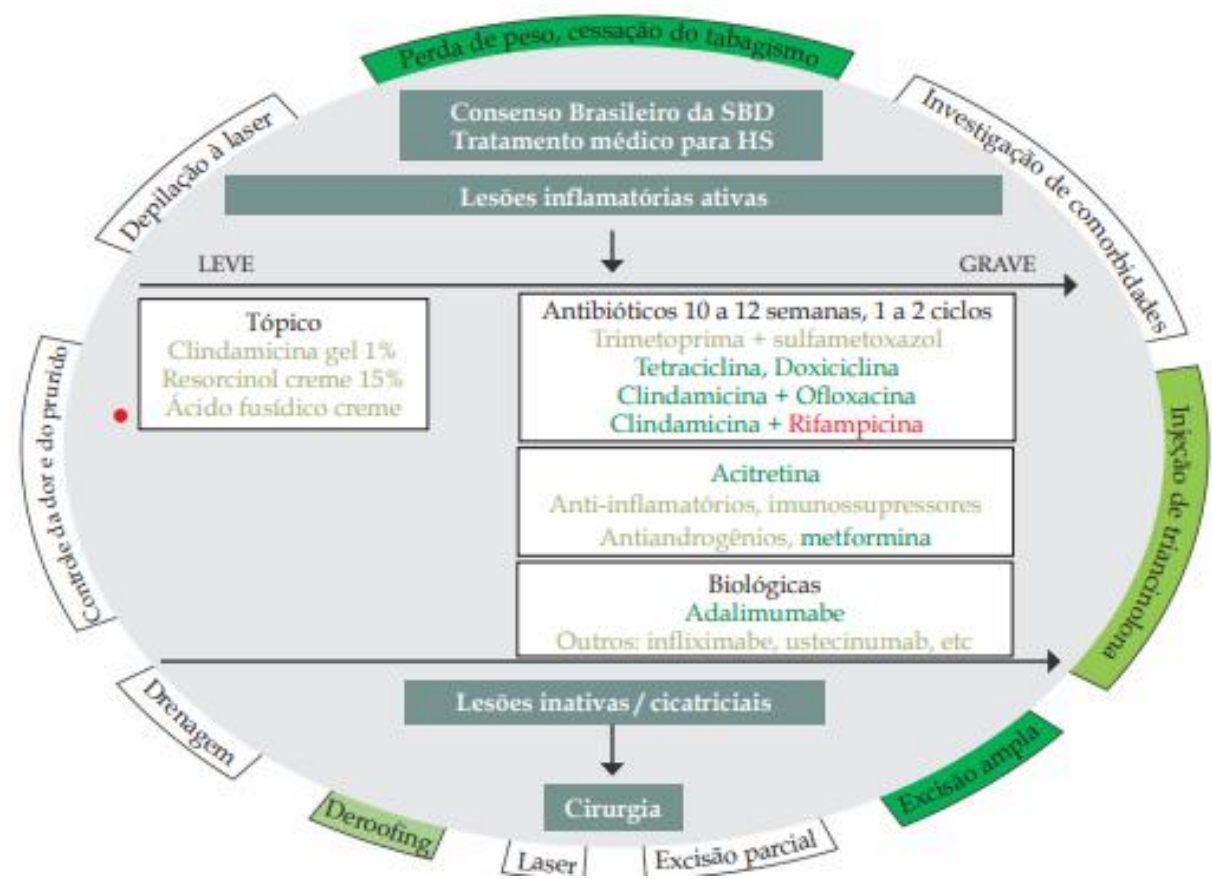 Perda de peso, cessação do tabagismo
Consenso Brasileiro da SBD
Tratamento médico para HS
Depilação à laser
Investigação de comorbidades
Lesões inflamatórias ativas
LEVE
GRAVE
Tópico
Clindamicina gel 1%
Resorcinol creme 15%
Ácido fusídico creme
Antibióticos 10 a 12 semanas, 1 a 2 ciclos
Trimetoprima + sulfametoxazol
Tetraciclina, Doxiciclina
Clindamicina + Ofloxacina
Clindamicina + Rifampicina
Controle da dor e do prurido
Injeção de triancinolona
Acitretina
Anti-inflamatórios, imunossupressores
Antiandrogênios, metformina
Biológicas
Adalimumabe
Outros: infliximabe, ustecinumab, etc
Lesões inativas / cicatriciais
Drenagem
Excisão ampla
Cirurgia
Deroofing
Laser
Excisão parcial